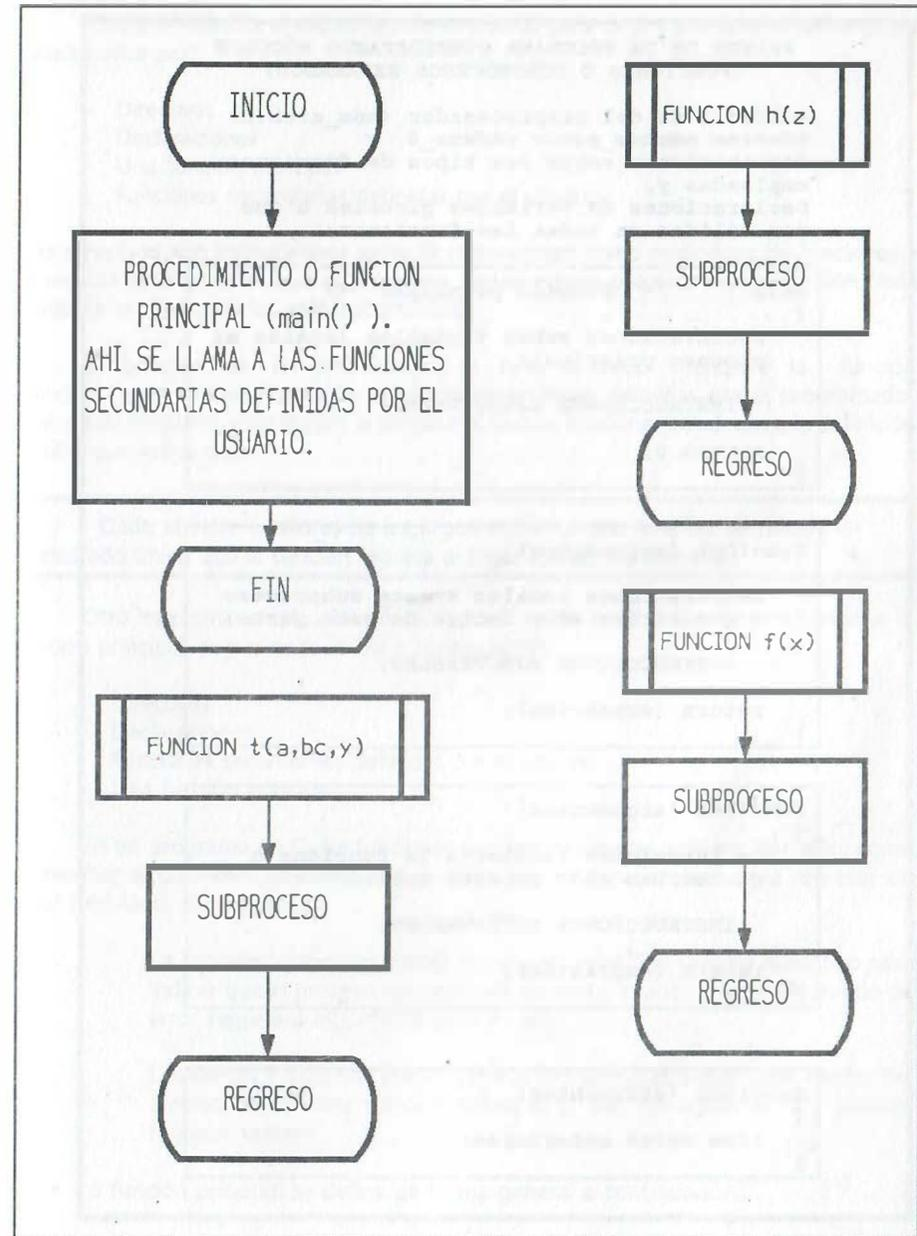 INICIO
PROCEDIMIENTO O FUNCION
PRINCIPAL (main() ).
AHI SE LLAMA A LAS FUNCIONES
SECUNDARIAS DEFINIDAS POR EL
USUARIO.
FIN
FUNCION t(a,bc,y)
SUBPROCESO
REGRESO
FUNCION h(z)
SUBPROCESO
REGRESO
FUNCION f(x)
SUBPROCESO
REGRESO